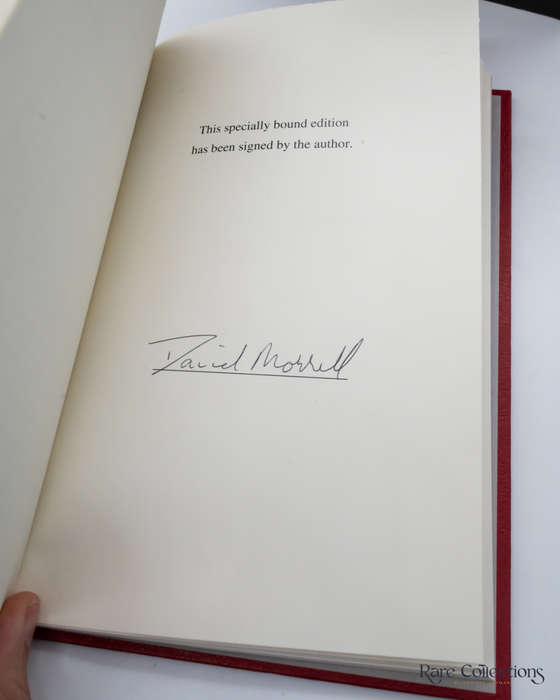 This specially bound edition
has been signed by the author.
David Morrell
Rare Collections